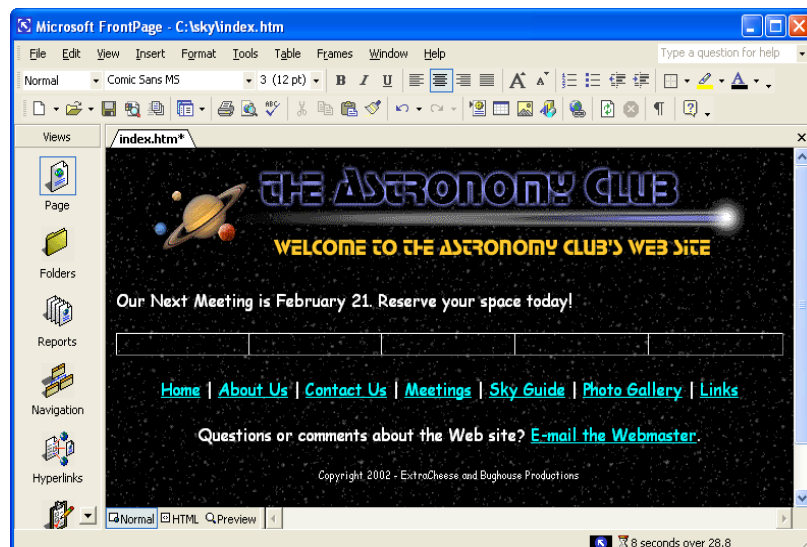 Microsoft FrontPage - C:\sky\index.htm
File Edit View Insert Format Tools Table Frames Window Help Type a question for help
Normal Comic Sans MS 3 (12 pt) B I U A A A
ABC
Views index.htm*
the Astronomy Club
Page
WELCOME TO THE ASTRONOMY CLUB'S WEB SITE
Folders
Our Next Meeting is February 21. Reserve your space today!
Reports
Home | About Us | Contact Us | Meetings | Sky Guide | Photo Gallery | Links
Navigation
Questions or comments about the Web site? E-mail the Webmaster.
Hyperlinks
Copyright 2002 - ExtraCheese and Bughouse Productions
Normal HTML Preview
8 seconds over 28.8